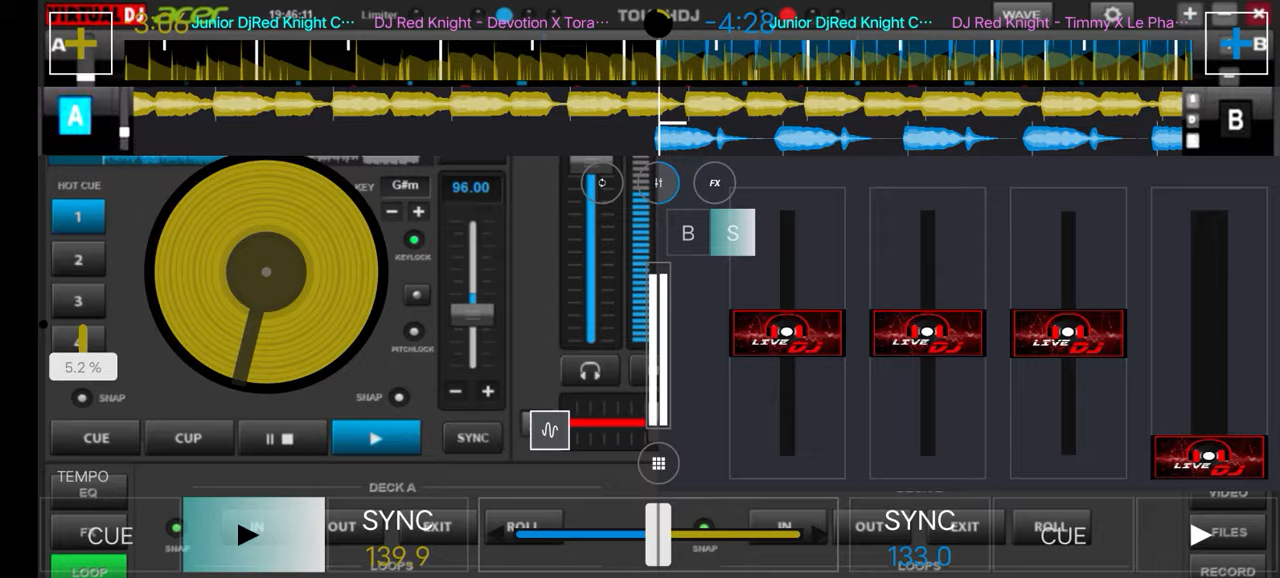 VIRTUAL DJ acer 19:46:11 Limiter TOUCHDJ WAVE
3:06 Junior DjRed Knight C··· DJ Red Knight - Devotion X Tora··· -4:28 Junior DjRed Knight C··· DJ Red Knight - Timmy X Le Pha···
A B
A B
HOT CUE KEY G#m 96.00
1
2
3
4
KEYLOCK
PITCHLOCK
FX
B S
LIVE DJ LIVE DJ LIVE DJ
LIVE DJ
5.2 %
SNAP SNAP
CUE CUP SYNC
TEMPO
EQ
DECK A
VIDEO
CUE IN OUT SYNC EXIT ROLL IN OUT SYNC EXIT ROLL CUE FILES
FX SNAP SNAP
139.9 133.0
LOOP LOOPS LOOPS RECORD